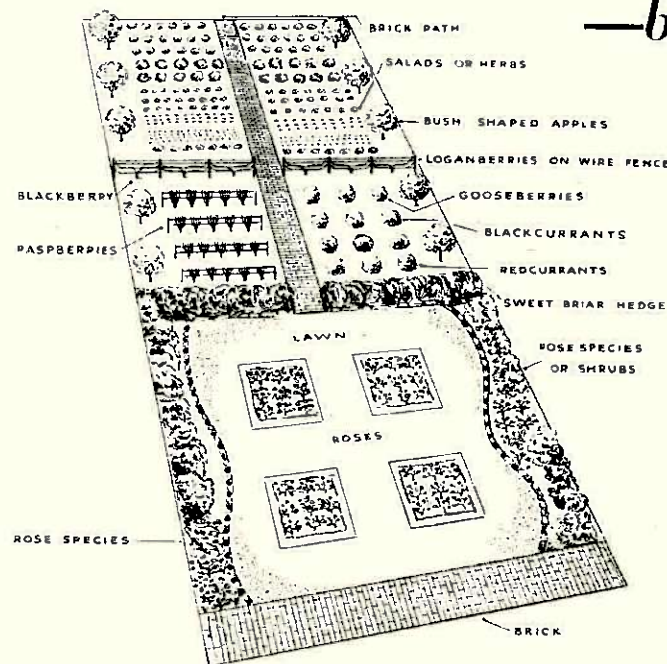 b
BRICK PATH
SALADS OR HERBS
BUSH SHAPED APPLES
LOGANBERRIES ON WIRE FENCE
BLACKBERRY
GOOSEBERRIES
BLACKCURRANTS
RASPBERRIES
REDCURRANTS
SWEET BRIAR HEDGE
LAWN
ROSE SPECIES
OR SHRUBS
ROSES
ROSE SPECIES
BRICK